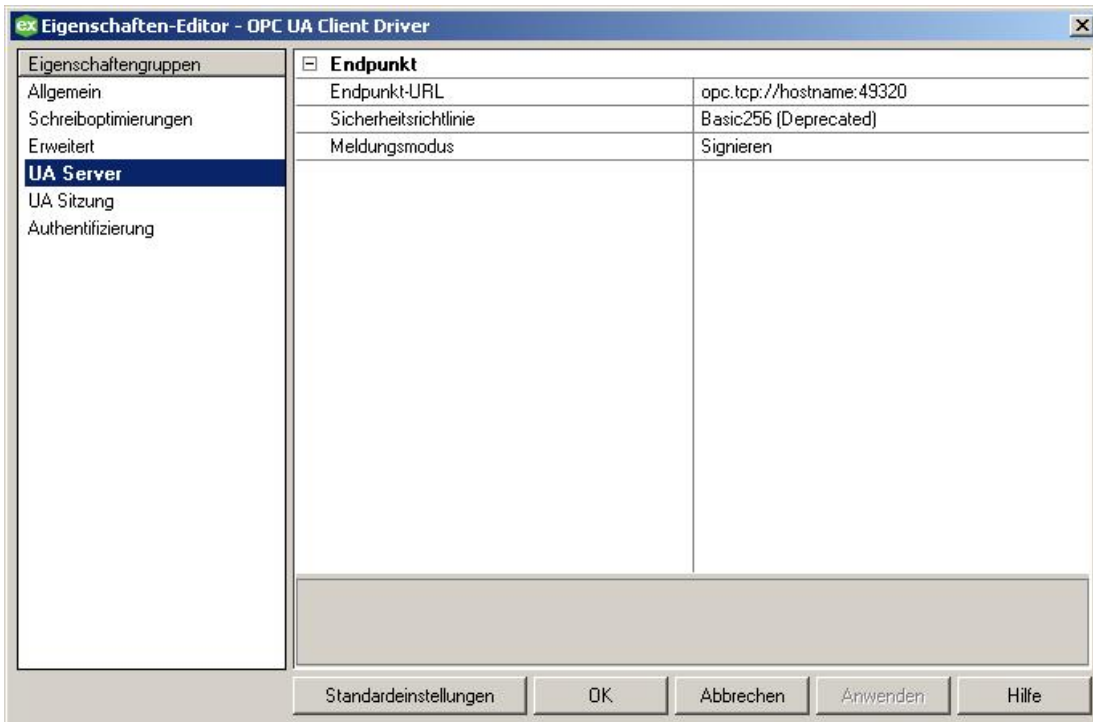 ex Eigenschaften-Editor - OPC UA Client Driver
Eigenschaftengruppen
Allgemein
Schreiboptimierungen
Erweitert
UA Server
UA Sitzung
Authentifizierung
Endpunkt
Endpunkt-URL opc.tcp://hostname:49320
Sicherheitsrichtlinie Basic256 (Deprecated)
Meldungsmodus Signieren
Standardeinstellungen OK Abbrechen Anwenden Hilfe